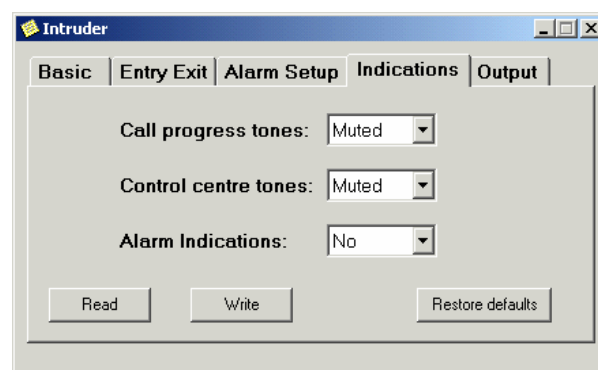 Intruder
Basic Entry Exit Alarm Setup Indications Output
Call progress tones: Muted
Control centre tones: Muted
Alarm Indications: No
Read Write Restore defaults